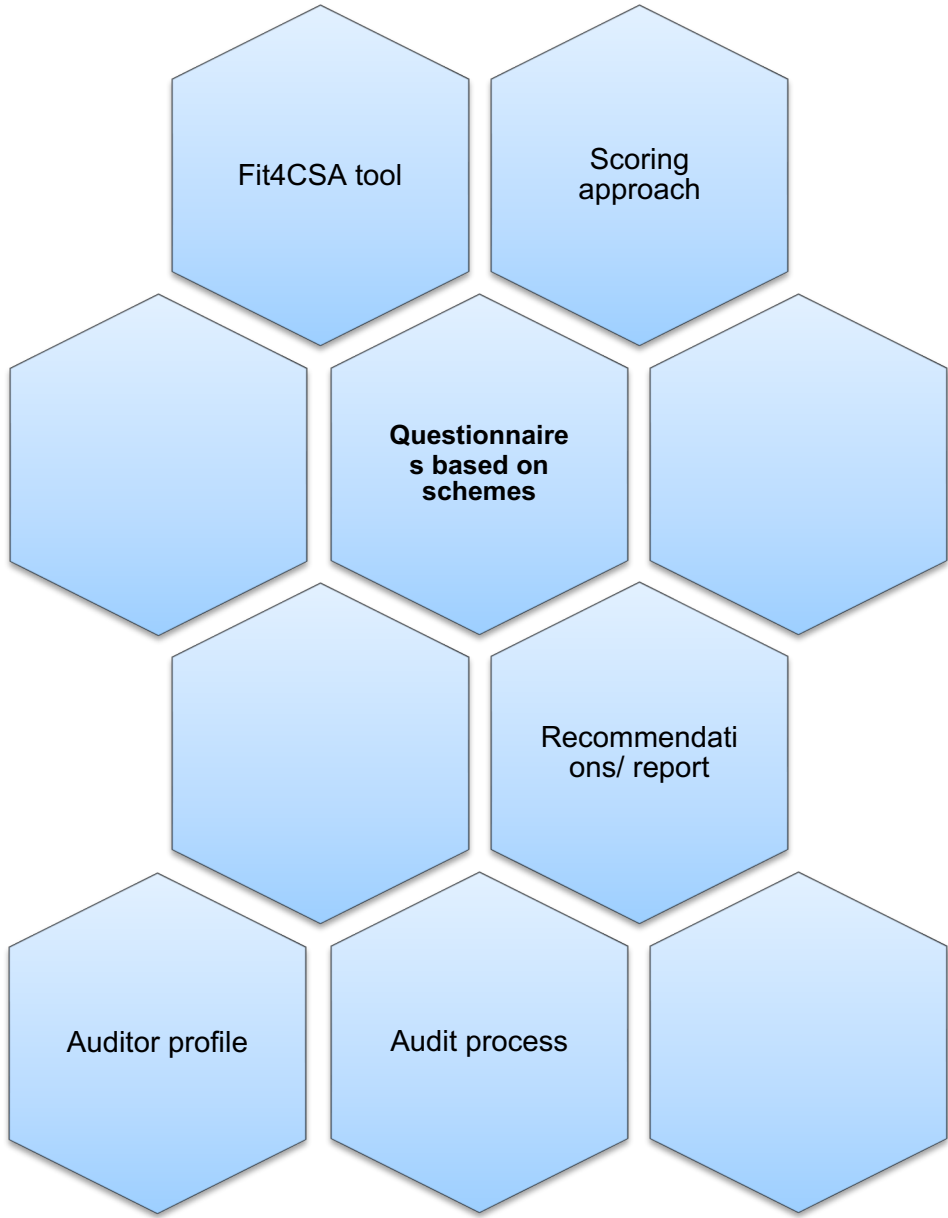 Fit4CSA tool
Scoring
approach
Questionnaire
s based on
schemes
Recommendati
ons/ report
Auditor profile
Audit process